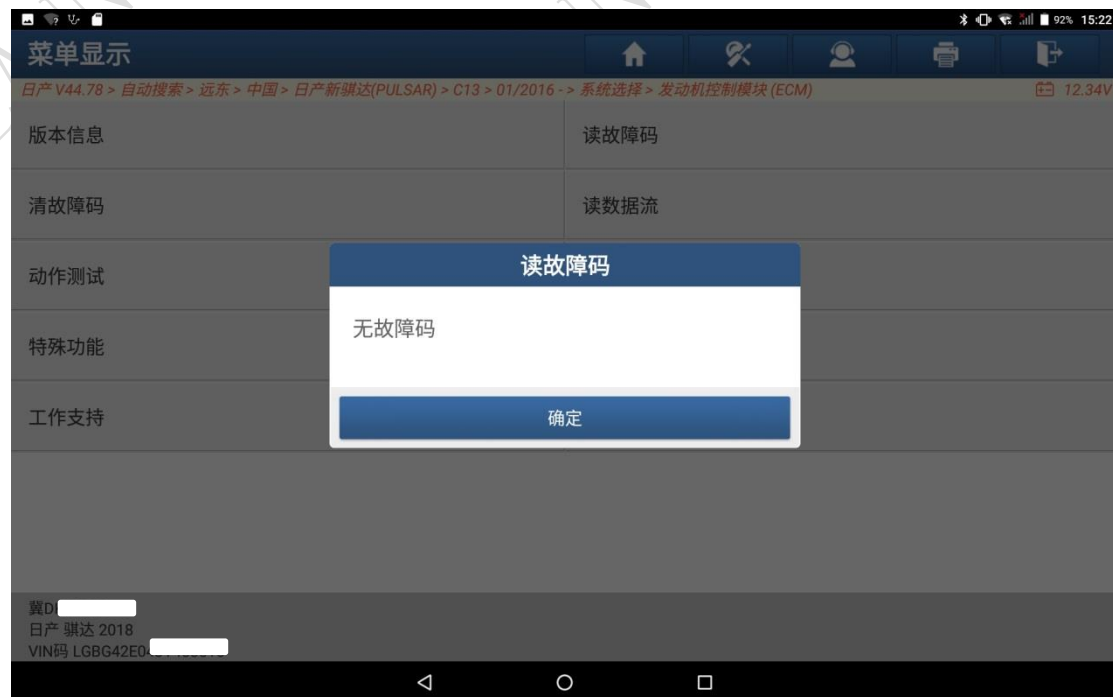 92% 15:22
菜单显示
日产 V44.78 > 自动搜索 > 远东 > 中国 > 日产新骐达(PULSAR) > C13 > 01/2016 - > 系统选择 > 发动机控制模块 (ECM) 12.34V
版本信息 读故障码
清故障码 读数据流
动作测试
读故障码
无故障码
特殊功能
工作支持
确定
冀D
日产 骐达 2018
VIN码 LGBG42E0